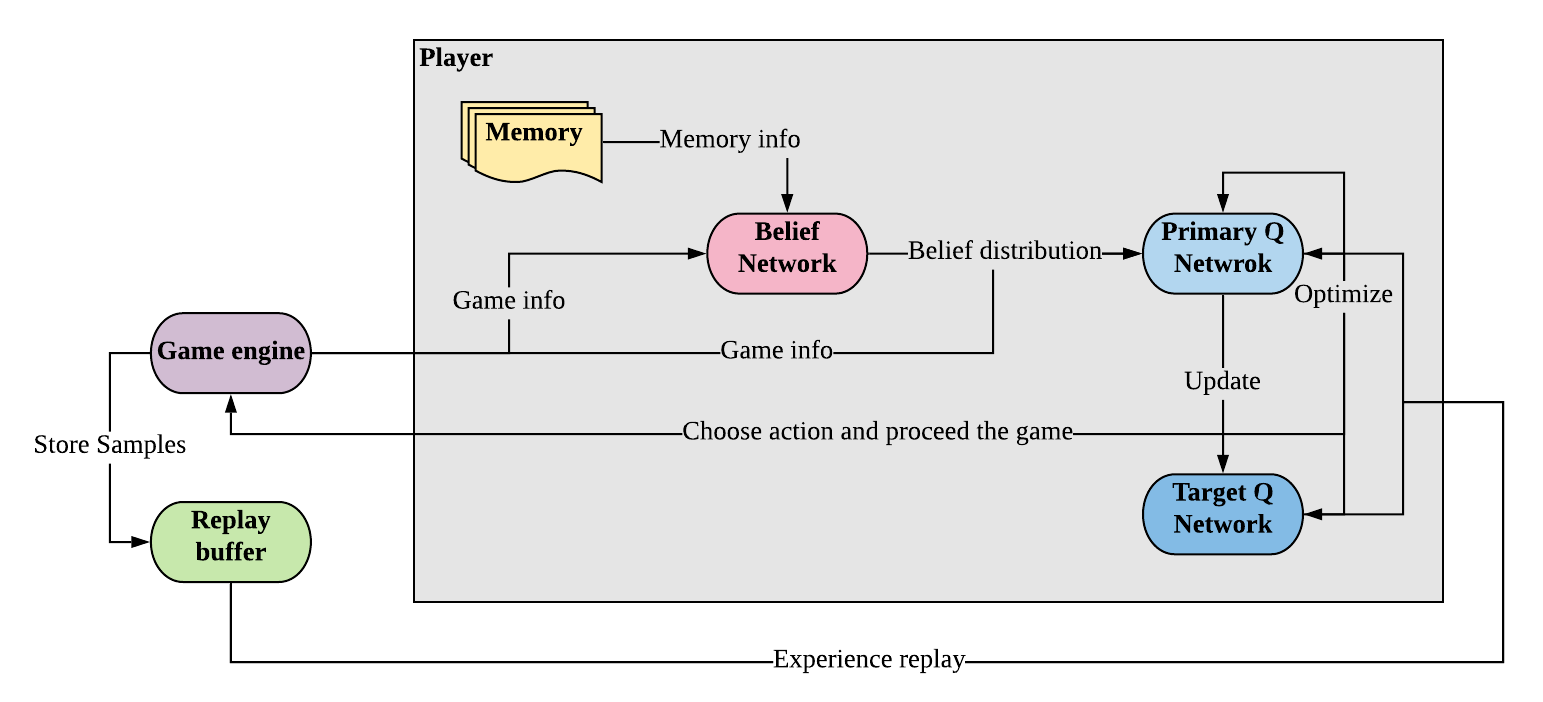 Player
Memory
Memory info
Belief
Network
Belief distribution
Primary Q
Netwrok
Game info
Optimize
Game engine
Game info
Update
Choose action and proceed the game
Store Samples
Target Q
Network
Replay
buffer
Experience replay